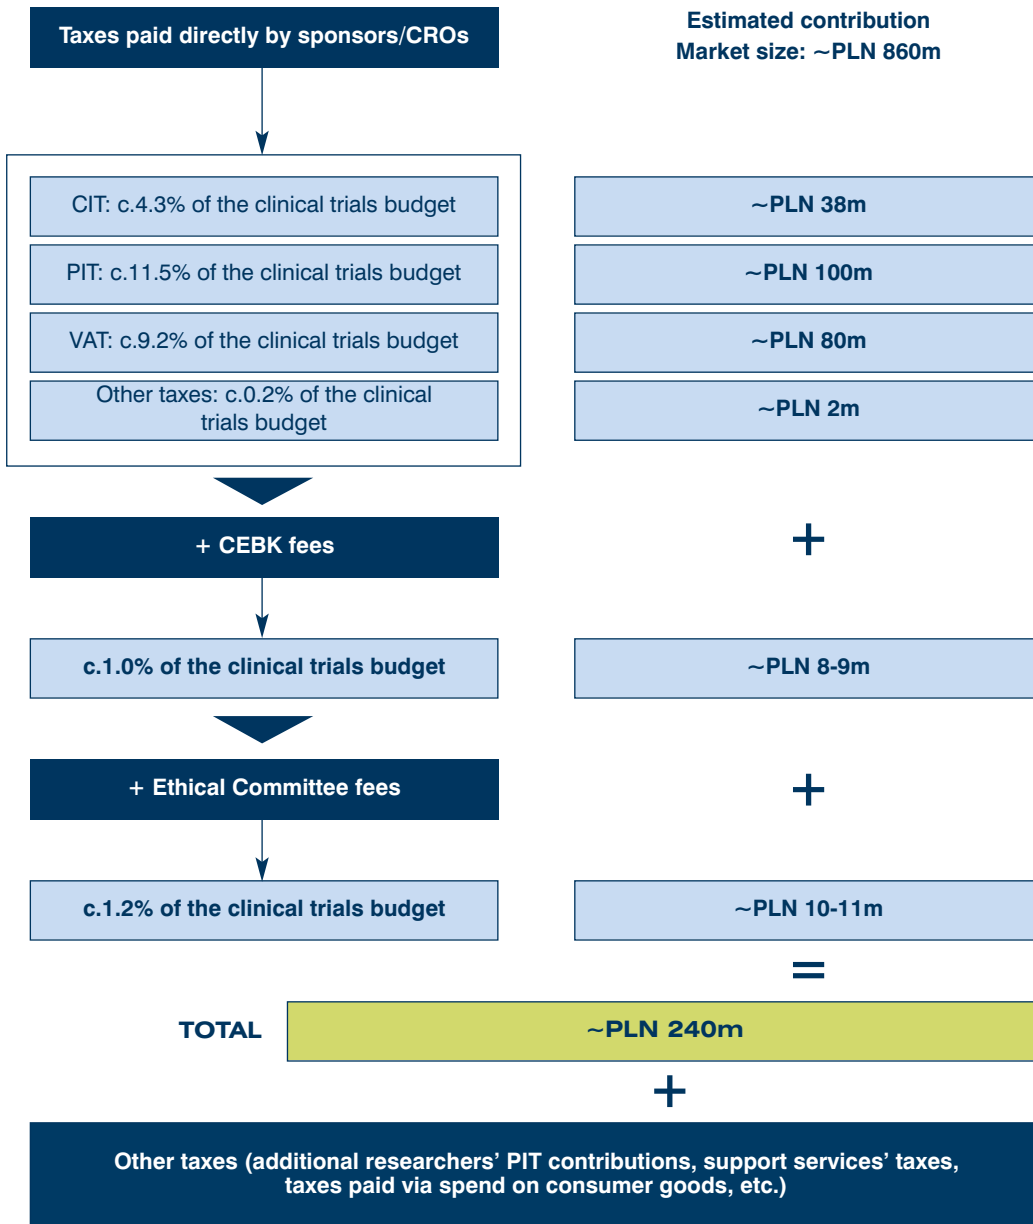 Taxes paid directly by sponsors/CROs
Estimated contribution
Market size: ~PLN 860m
CIT: c.4.3% of the clinical trials budget
~PLN 38m
PIT: c.11.5% of the clinical trials budget
~PLN 100m
VAT: c.9.2% of the clinical trials budget
~PLN 80m
Other taxes: c.0.2% of the clinical
trials budget
~PLN 2m
+ CEBK fees
+
c.1.0% of the clinical trials budget
~PLN 8-9m
+ Ethical Committee fees
+
c.1.2% of the clinical trials budget
~PLN 10-11m
=
TOTAL
~PLN 240m
+
Other taxes (additional researchers’ PIT contributions, support services’ taxes,
taxes paid via spend on consumer goods, etc.)